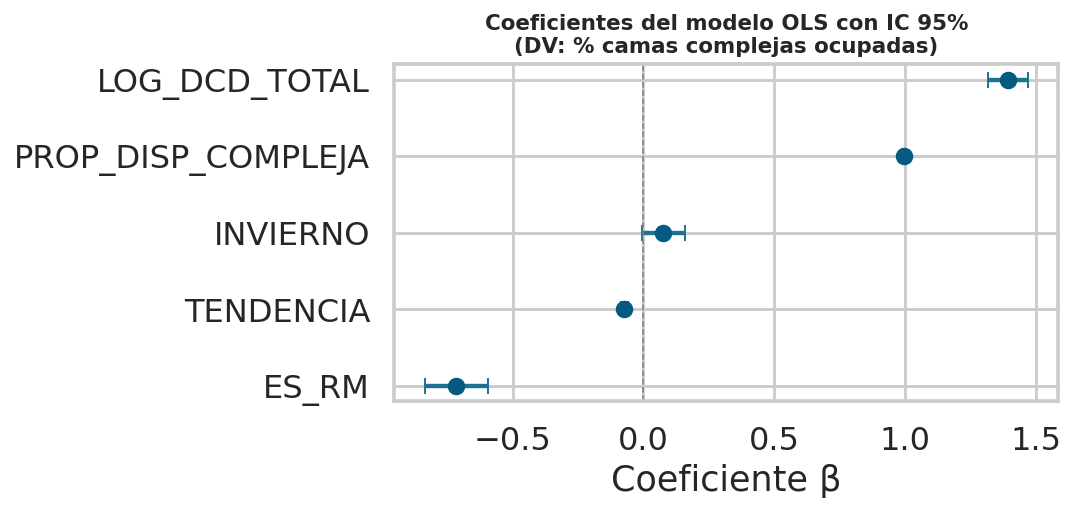 Coeficientes del modelo OLS con IC 95%
(DV: % camas complejas ocupadas)
LOG_DCD_TOTAL
PROP_DISP_COMPLEJA
INVIERNO
TENDENCIA
ES_RM
−0.5 0.0 0.5 1.0 1.5
Coeficiente β